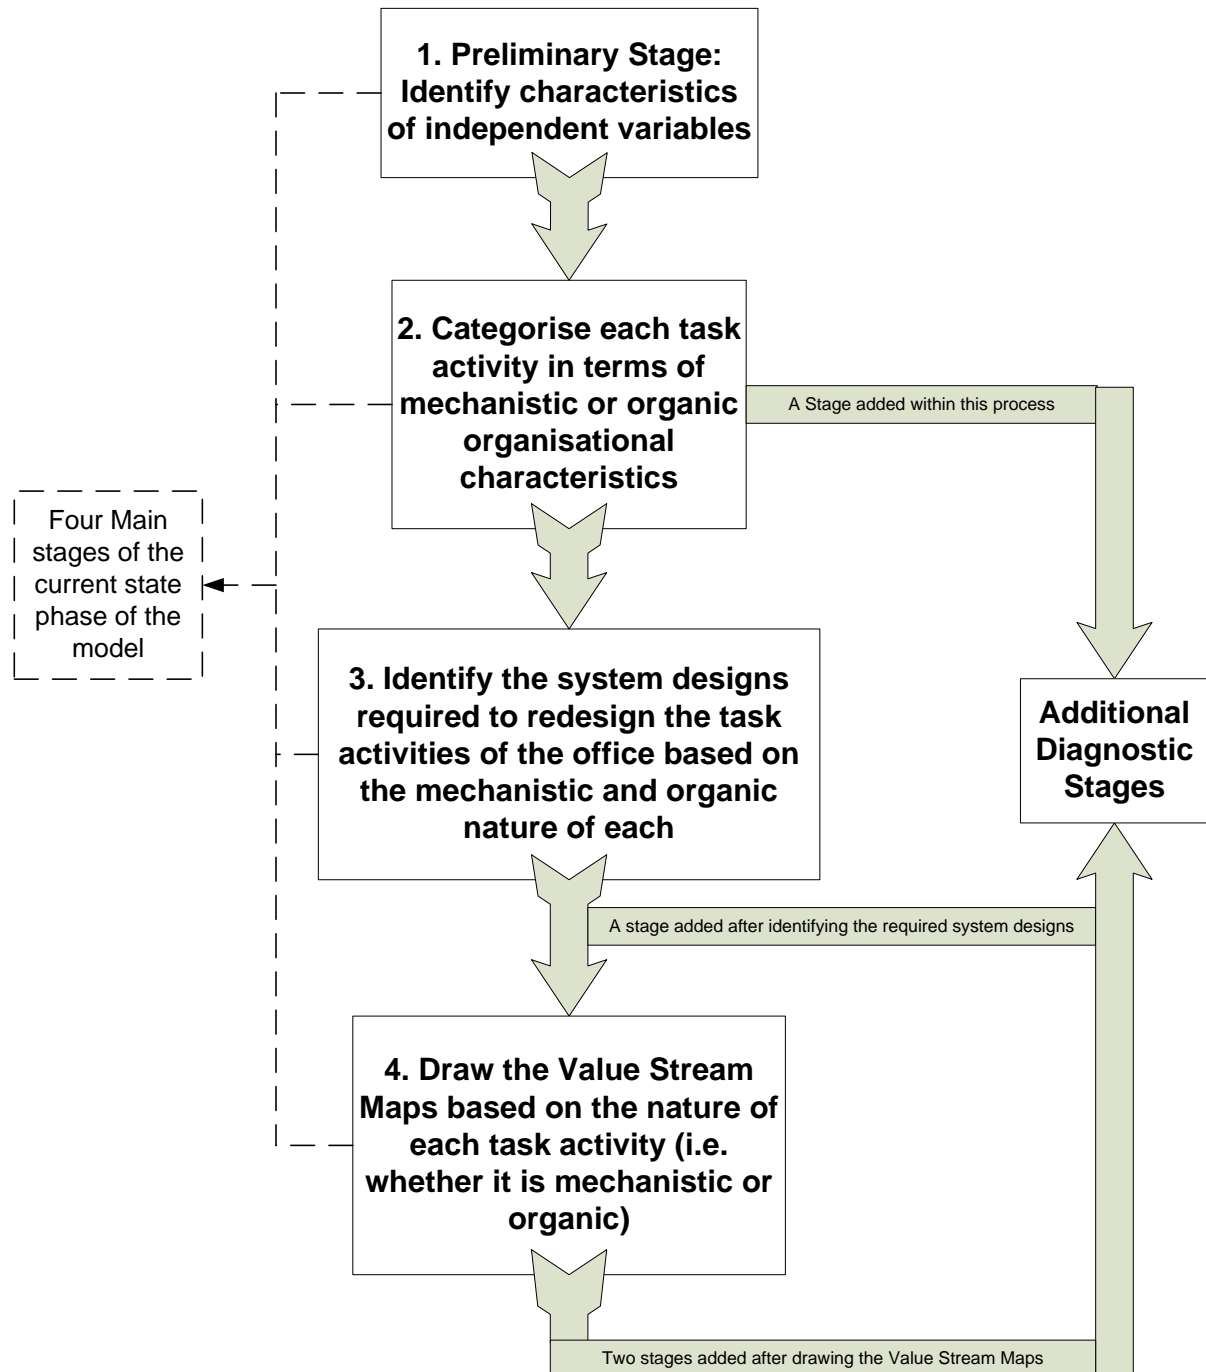 1. Preliminary Stage:
Identify characteristics
of independent variables
2. Categorise each task
activity in terms of
mechanistic or organic
organisational
characteristics
A Stage added within this process
Four Main
stages of the
current state
phase of the
model
3. Identify the system designs
required to redesign the task
activities of the office based on
the mechanistic and organic
nature of each
Additional
Diagnostic
Stages
A stage added after identifying the required system designs
4. Draw the Value Stream
Maps based on the nature of
each task activity (i.e.
whether it is mechanistic or
organic)
Two stages added after drawing the Value Stream Maps